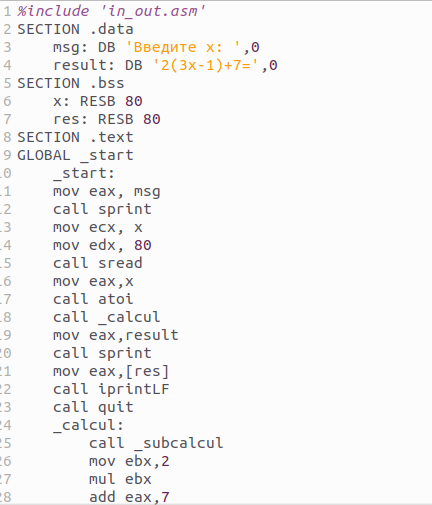 1 %include 'in_out.asm'
2 SECTION .data
3 msg: DB 'Введите x: ',0
4 result: DB '2(3x-1)+7=',0
5 SECTION .bss
6 x: RESB 80
7 res: RESB 80
8 SECTION .text
9 GLOBAL _start
10 _start:
11 mov eax, msg
12 call sprint
13 mov ecx, x
14 mov edx, 80
15 call sread
16 mov eax,x
17 call atoi
18 call _calcul
19 mov eax,result
20 call sprint
21 mov eax,[res]
22 call iprintLF
23 call quit
24 _calcul:
25 call _subcalcul
26 mov ebx,2
27 mul ebx
28 add eax,7